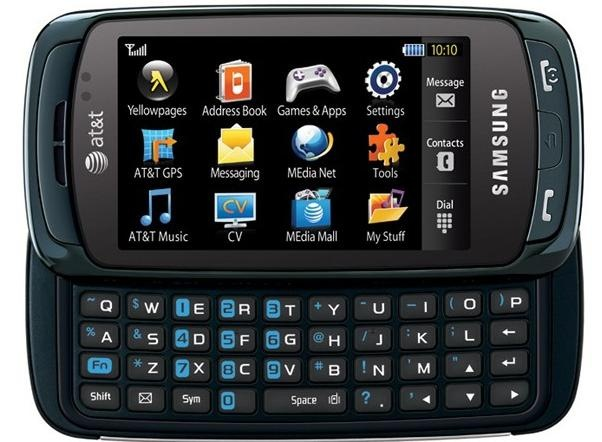 10:10
Yellowpages Address Book Games & Apps Settings
Message
AT&T GPS Messaging MEdia Net Tools
Contacts
CV
AT&T Music CV MEdia Mall My Stuff
Dial
at&t
SAMSUNG
~ Q $ W 1 E 2 R 3 T + Y - U – I ( O ) P
% A & S 4 D 5 F 6 G @ H / J : K ; L ←
Fn * Z 7 X 8 C 9 V # B ! N , M " ▲ ↵
Shift Sym 0 Space ? . ' ◄ ▼ ►